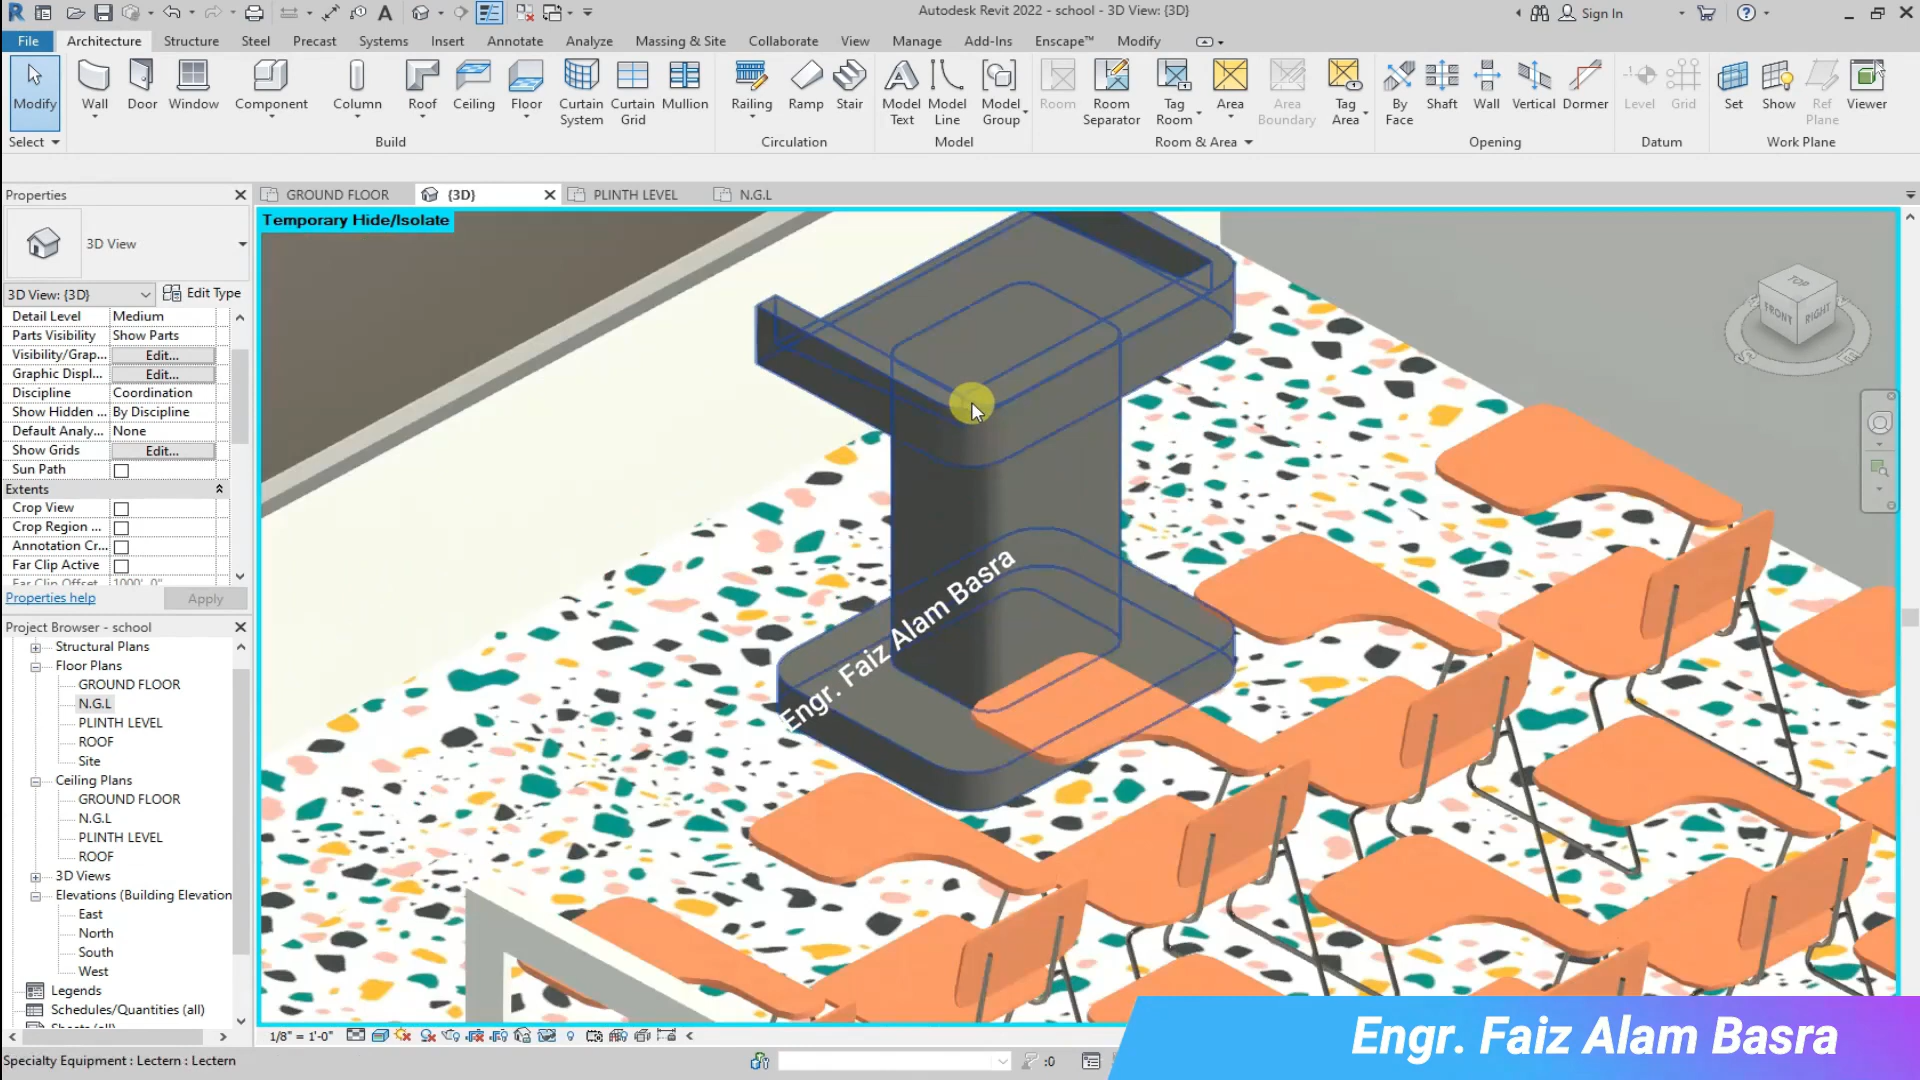 Autodesk Revit 2022 - school - 3D View: {3D}
Sign In
File Architecture Structure Steel Precast Systems Insert Annotate Analyze Massing & Site Collaborate View Manage Add-Ins Enscape™ Modify
Modify Wall Door Window Component Column Roof Ceiling Floor Curtain System Curtain Grid Mullion Railing Ramp Stair Model Text Model Line Model Group Room Room Separator Tag Room Area Area Boundary Tag Area By Face Shaft Wall Vertical Dormer Level Grid Set Show Ref Plane Viewer
Select Build Circulation Model Room & Area Opening Datum Work Plane
Properties
GROUND FLOOR {3D} PLINTH LEVEL N.G.L
Temporary Hide/Isolate
3D View
3D View: {3D} Edit Type
Detail Level Medium
Parts Visibility Show Parts
Visibility/Grap... Edit...
Graphic Displ... Edit...
Discipline Coordination
Show Hidden ... By Discipline
Default Analy... None
Show Grids Edit...
Sun Path
Extents
Crop View
Crop Region ...
Annotation Cr...
Far Clip Active
Far Clip Offset 1000' 0"
Properties help Apply
TOP
FRONT RIGHT
S E
Project Browser - school
Structural Plans
Floor Plans
GROUND FLOOR
N.G.L
PLINTH LEVEL
ROOF
Site
Ceiling Plans
GROUND FLOOR
N.G.L
PLINTH LEVEL
ROOF
3D Views
Elevations (Building Elevation
East
North
South
West
Legends
Schedules/Quantities (all)
Sheets (all)
Engr. Faiz Alam Basra
1/8" = 1'-0"
Specialty Equipment : Lectern : Lectern
:0
Engr. Faiz Alam Basra